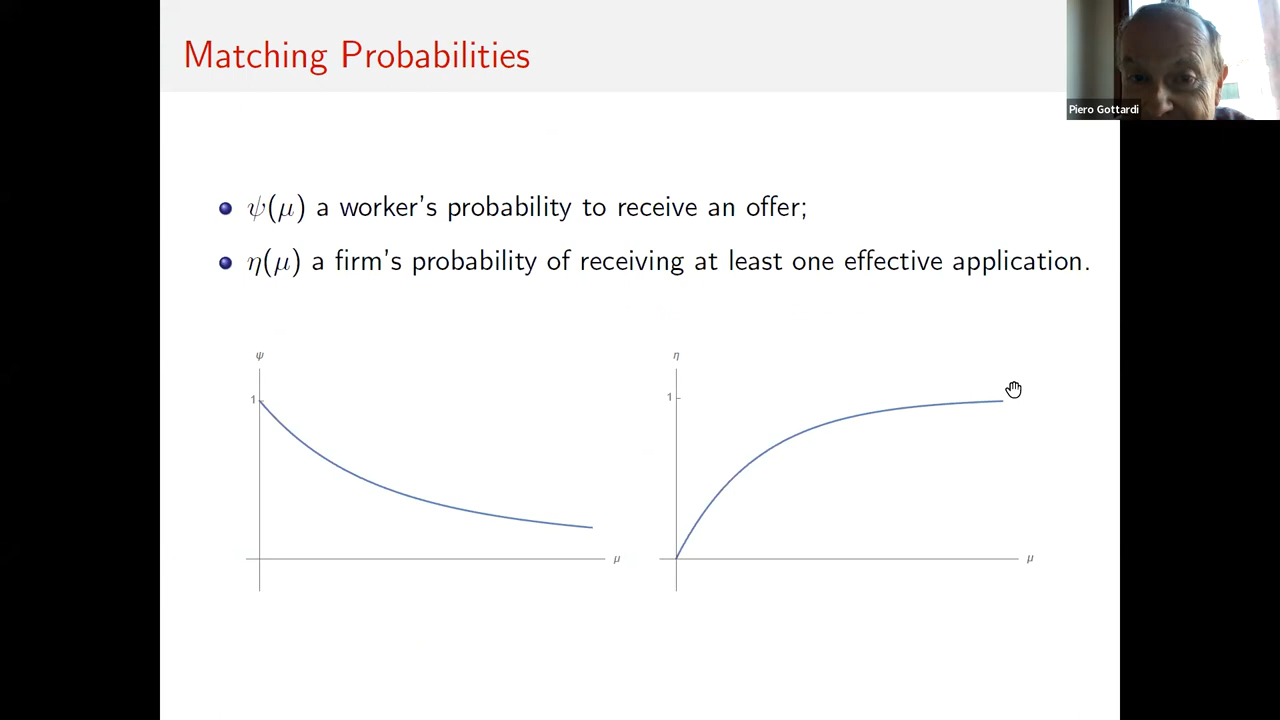 Matching Probabilities
Piero Gottardi
ψ(μ) a worker's probability to receive an offer;
η(μ) a firm's probability of receiving at least one effective application.
ψ
1
μ
η
1
μ